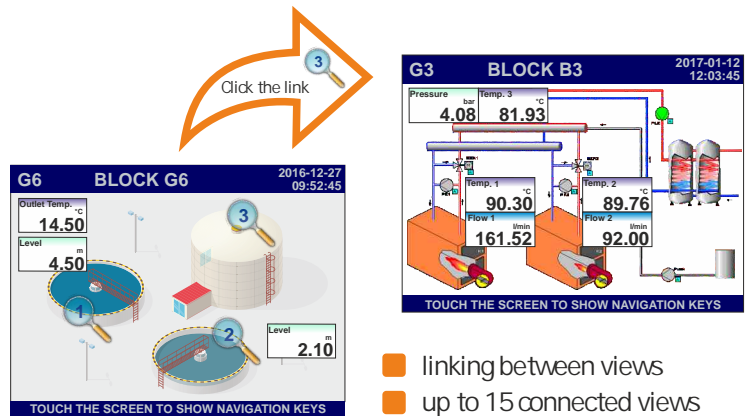 3
Click the link
G6 BLOCK G6 2016-12-27 09:52:45
Outlet Temp.
°C
14.50
Level
m
4.50
3
1
2
Level
m
2.10
TOUCH THE SCREEN TO SHOW NAVIGATION KEYS
G3 BLOCK B3 2017-01-12 12:03:45
Pressure
bar
4.08
Temp. 3
°C
81.93
Temp. 1
°C
90.30
Flow 1
l/min
161.52
Temp. 2
°C
89.76
Flow 2
l/min
92.00
TOUCH THE SCREEN TO SHOW NAVIGATION KEYS
linking between views
up to 15 connected views